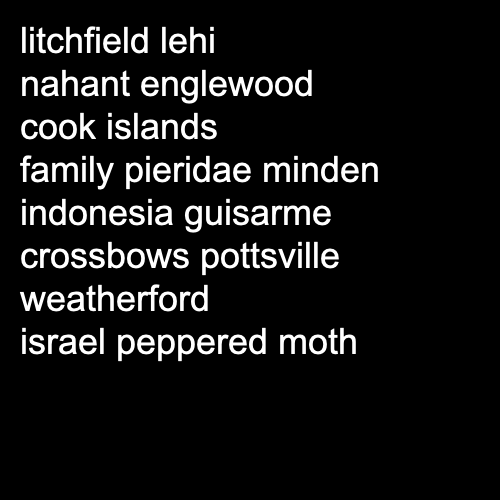 litchfield lehi
nahant englewood
cook islands
family pieridae minden
indonesia guisarme
crossbows pottsville
weatherford
israel peppered moth